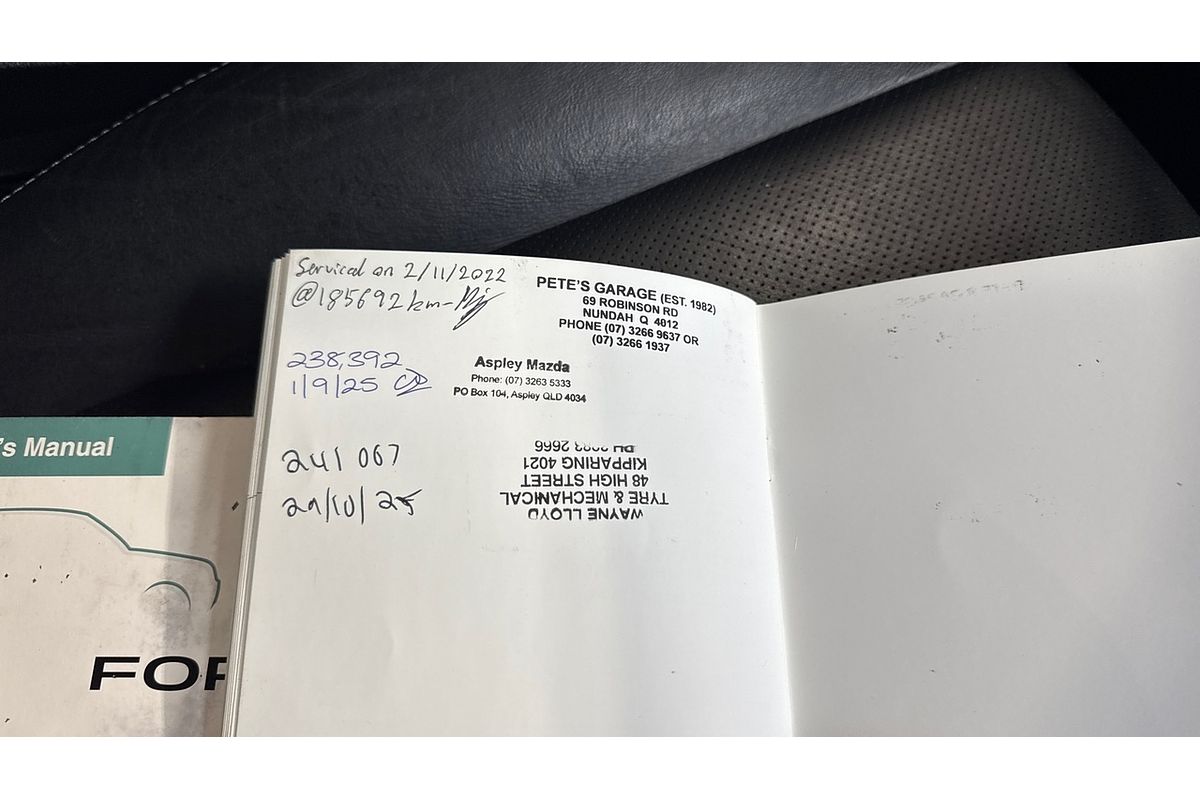 Serviced on 2/11/2022
@185692km-
PETE'S GARAGE (EST. 1982)
69 ROBINSON RD
NUNDAH Q 4012
PHONE (07) 3266 9637 OR
(07) 3266 1937
238,392
1/9/25
Aspley Mazda
Phone: (07) 3263 5333
PO Box 104, Aspley QLD 4034
241 067
29/10/25
WAYNE LLOYD
TYRE & MECHANICAL
48 HIGH STREET
KIPPARING 4021
2666
's Manual
FOR